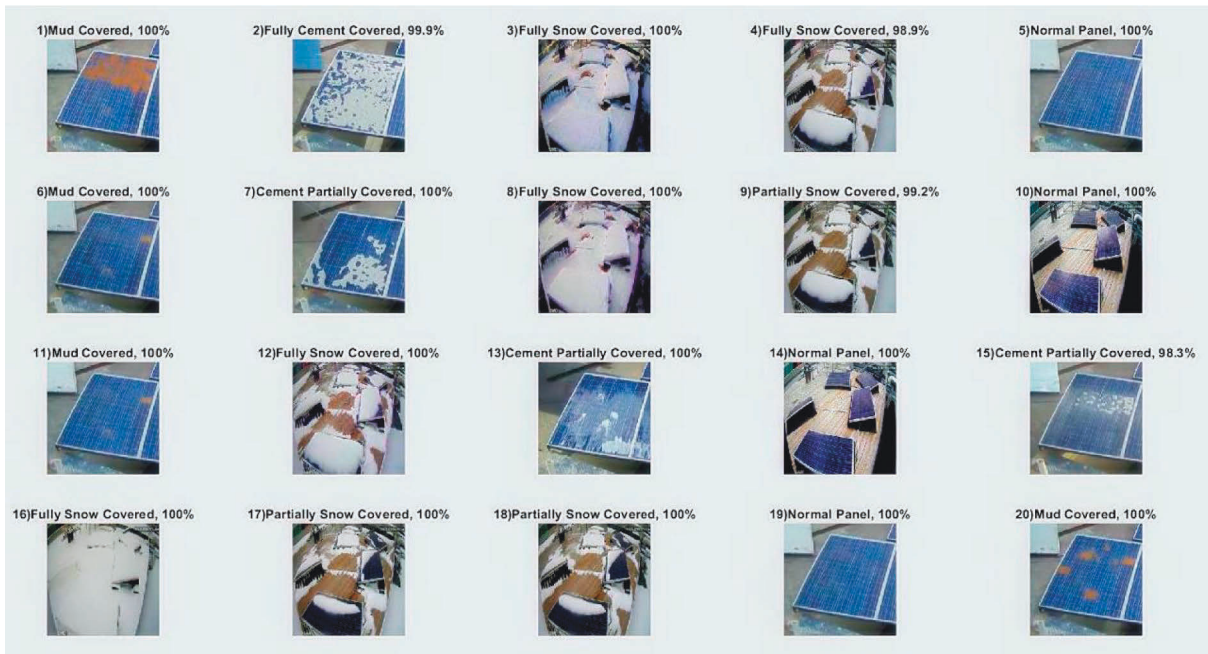 1)Mud Covered, 100%
2)Fully Cement Covered, 99.9%
3)Fully Snow Covered, 100%
4)Fully Snow Covered, 98.9%
5)Normal Panel, 100%
6)Mud Covered, 100%
7)Cement Partially Covered, 100%
8)Fully Snow Covered, 100%
9)Partially Snow Covered, 99.2%
10)Normal Panel, 100%
11)Mud Covered, 100%
12)Fully Snow Covered, 100%
13)Cement Partially Covered, 100%
14)Normal Panel, 100%
15)Cement Partially Covered, 98.3%
16)Fully Snow Covered, 100%
17)Partially Snow Covered, 100%
18)Partially Snow Covered, 100%
19)Normal Panel, 100%
20)Mud Covered, 100%